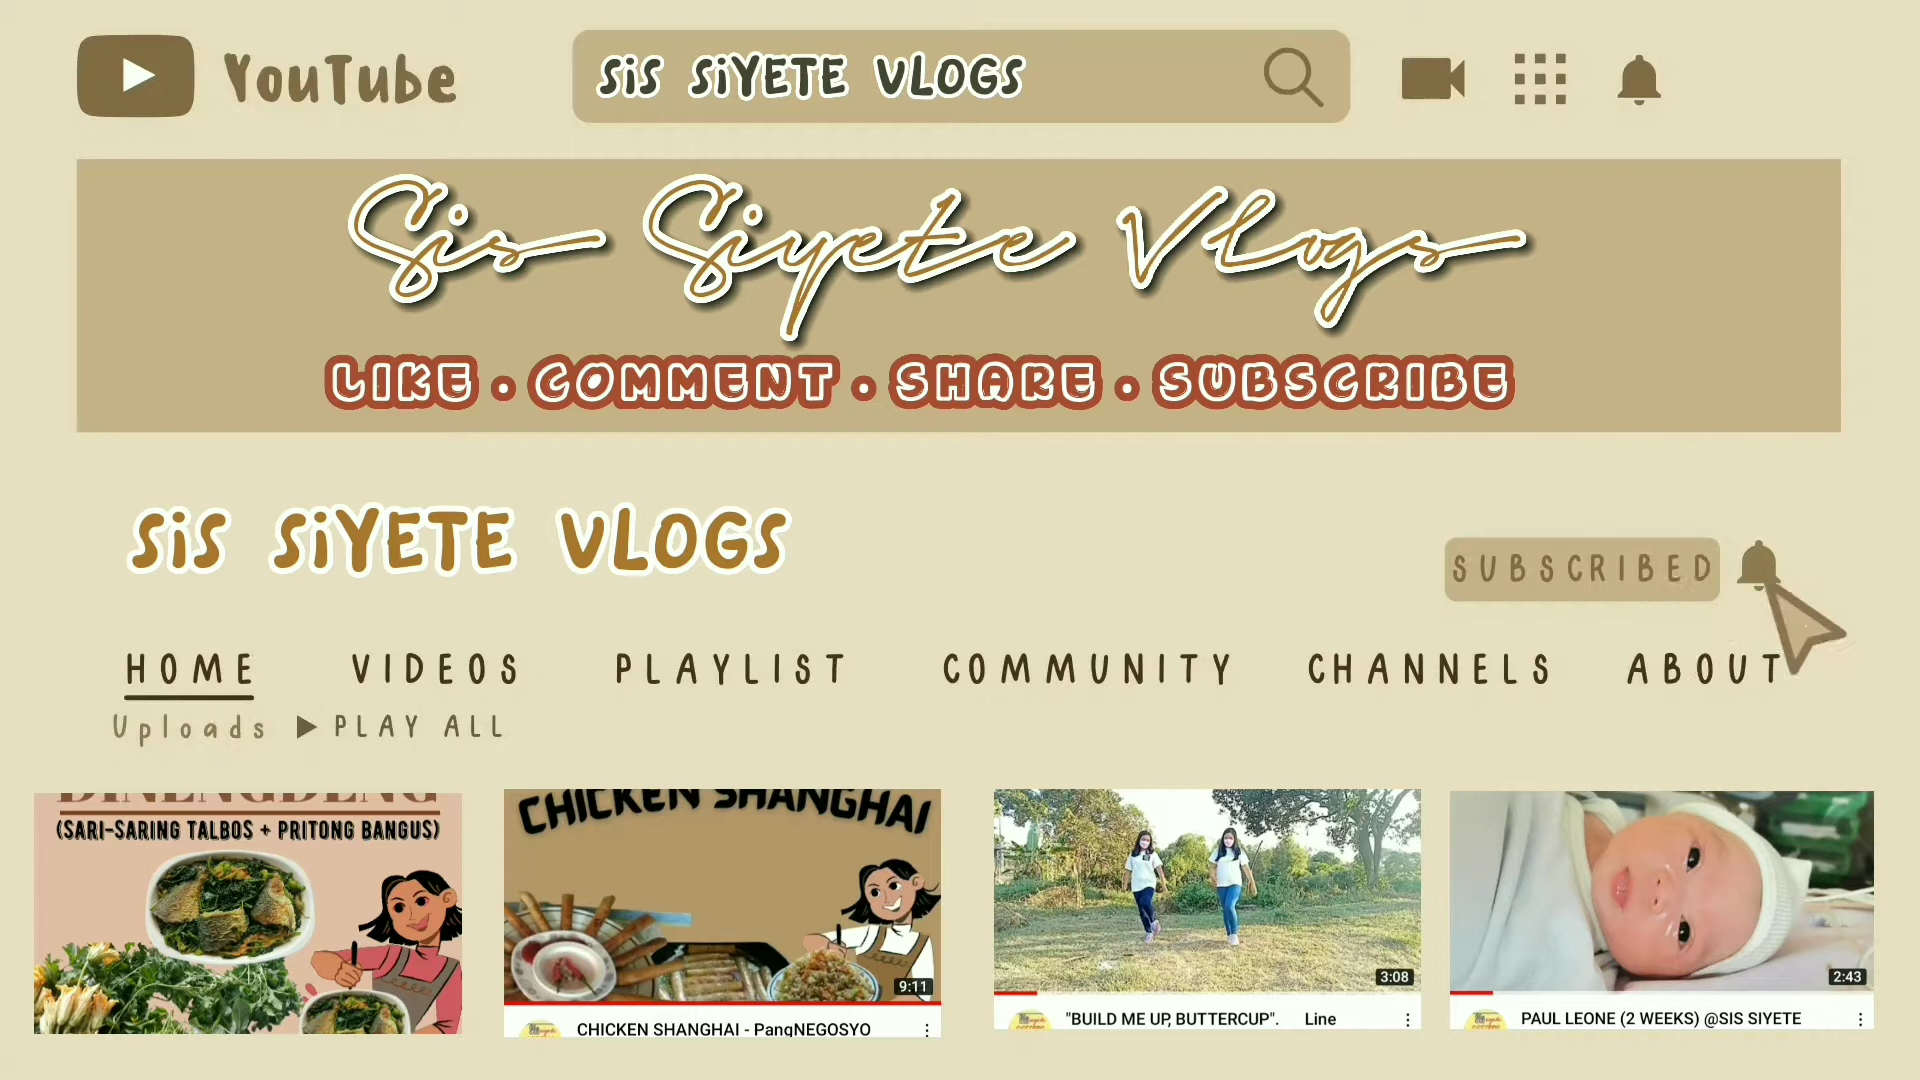 YouTube
SiS SiYETE VLOGS
Sis Siyete Vlogs
LIKE • COMMENT • SHARE • SUBSCRIBE
SiS SiYETE VLOGS
SUBSCRIBED
HOME VIDEOS PLAYLIST COMMUNITY CHANNELS ABOUT
Uploads ▶ PLAY ALL
DINENGDENG
(SARI-SARING TALBOS + PRITONG BANGUS)
CHICKEN SHANGHAI
9:11
CHICKEN SHANGHAI - PangNEGOSYO
3:08
"BUILD ME UP, BUTTERCUP". Line
2:43
PAUL LEONE (2 WEEKS) @SIS SIYETE